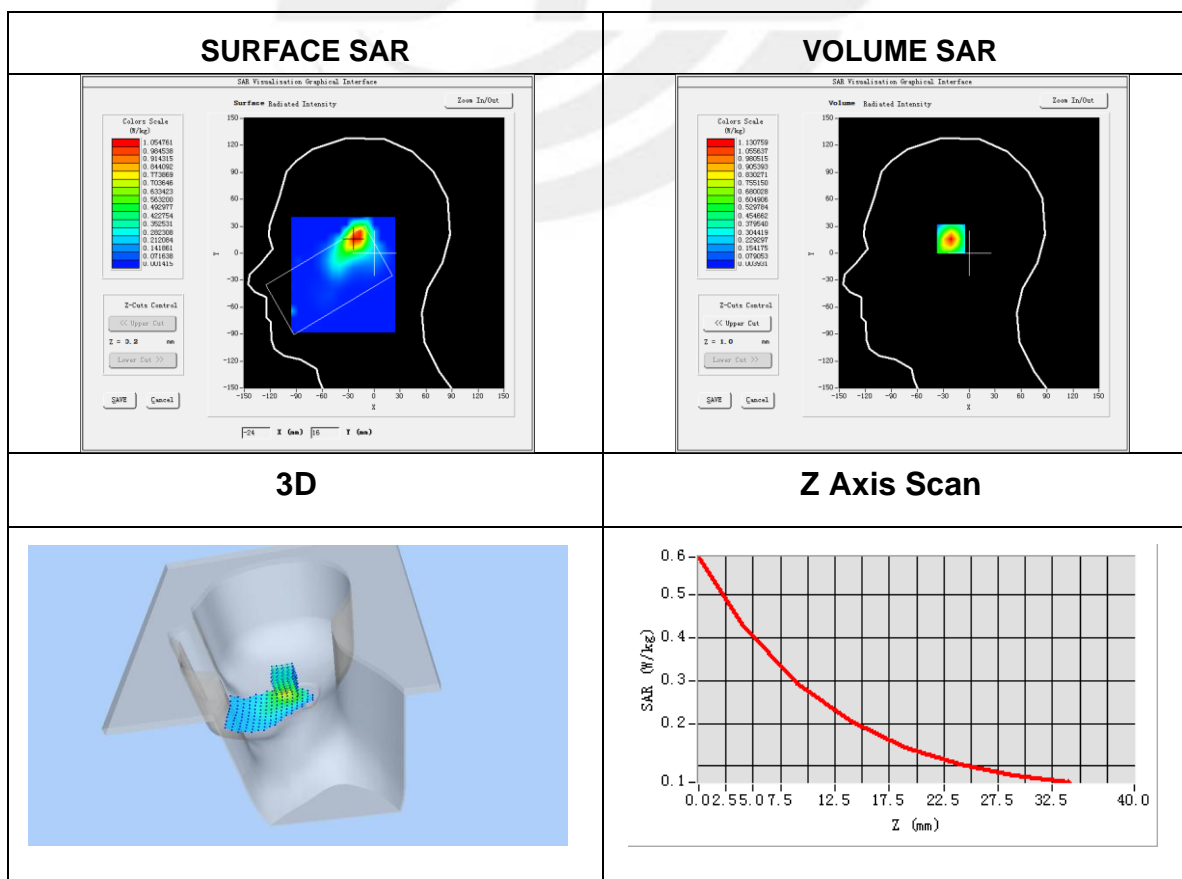 SURFACE SAR
SAR Visualisation Graphical Interface
Surface Radiated Intensity
Zoom In/Out
Colors Scale
(W/kg)
1.054761
0.984538
0.914315
0.844092
0.773869
0.703646
0.633423
0.563200
0.492977
0.422754
0.352531
0.282308
0.212084
0.141861
0.071638
0.001415
Z-Cuts Control
<< Upper Cut
Z = 3.2 mm
Lower Cut >>
SAVE Cancel
150
120
90
60
30
0
-30
-60
-90
-120
-150
Y
-150 -120 -90 -60 -30 0 30 60 90 120 150
X
-24 X (mm) 16 Y (mm)
VOLUME SAR
SAR Visualisation Graphical Interface
Volume Radiated Intensity
Zoom In/Out
Colors Scale
(W/kg)
1.130759
1.055637
0.980515
0.905393
0.830271
0.755150
0.680028
0.604906
0.529784
0.454662
0.379540
0.304419
0.229297
0.154175
0.079053
0.003931
Z-Cuts Control
<< Upper Cut
Z = 1.0 mm
Lower Cut >>
SAVE Cancel
150
120
90
60
30
0
-30
-60
-90
-120
-150
Y
-150 -120 -90 -60 -30 0 30 60 90 120 150
X
3D
Z Axis Scan
0.6
0.5
0.4
0.3
0.2
0.1
SAR (W/kg)
0.0 2.5 5.0 7.5 12.5 17.5 22.5 27.5 32.5 40.0
Z (mm)